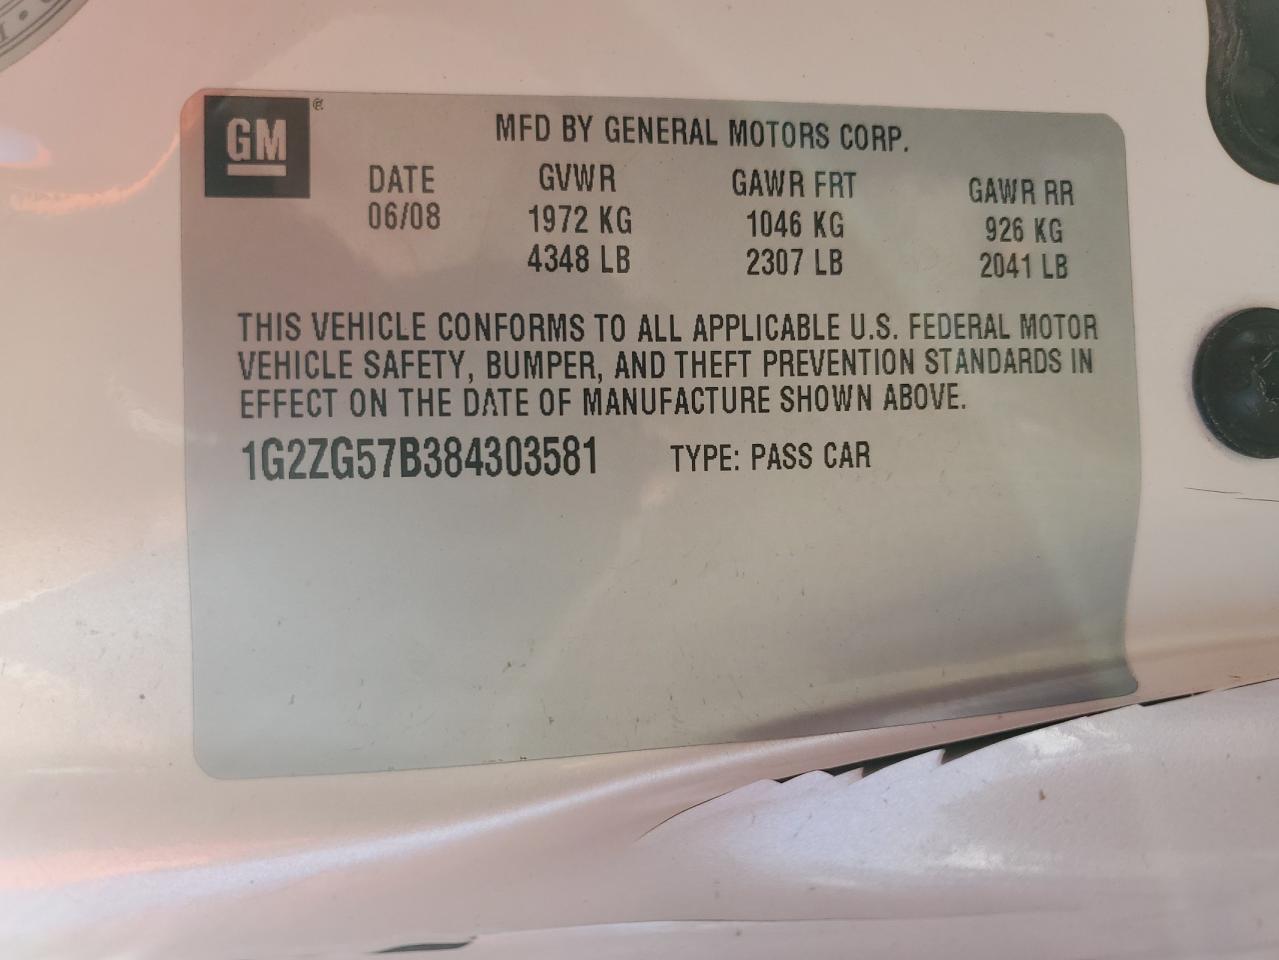 GM
MFD BY GENERAL MOTORS CORP.
DATE GVWR GAWR FRT GAWR RR
06/08 1972 KG 1046 KG 926 KG
4348 LB 2307 LB 2041 LB
THIS VEHICLE CONFORMS TO ALL APPLICABLE U.S. FEDERAL MOTOR
VEHICLE SAFETY, BUMPER, AND THEFT PREVENTION STANDARDS IN
EFFECT ON THE DATE OF MANUFACTURE SHOWN ABOVE.
1G2ZG57B384303581 TYPE: PASS CAR